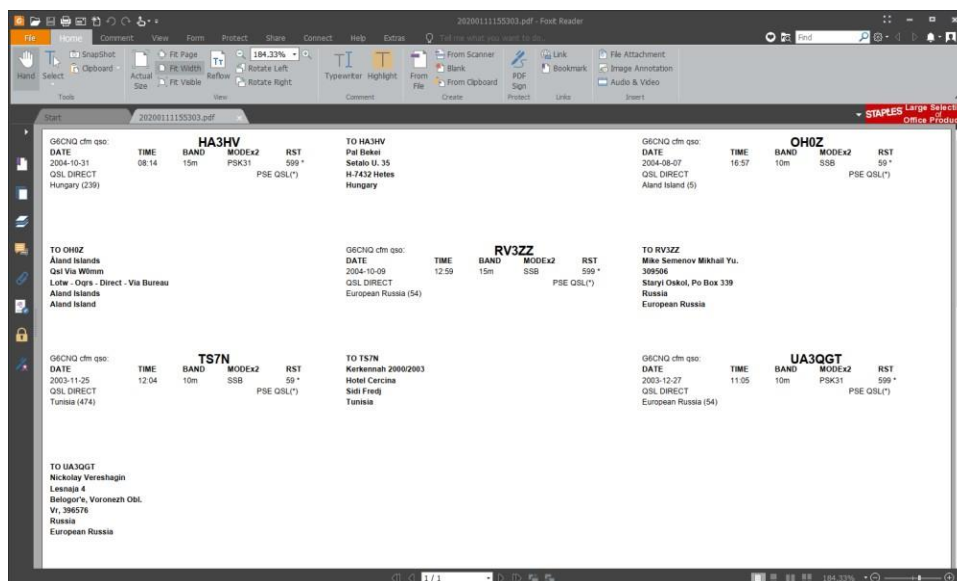 20200111155303.pdf - Foxit Reader
File Home Comment View Form Protect Share Connect Help Extras Tell me what you want to do... Find
Hand
Select
SnapShot
Clipboard
Tools
Actual Size
Fit Page
Fit Width
Fit Visible
Reflow
184.33%
Rotate Left
Rotate Right
View
Typewriter
Highlight
Comment
From File
From Scanner
Blank
From Clipboard
Create
PDF Sign
Protect
Link
Bookmark
Links
File Attachment
Image Annotation
Audio & Video
Insert
Start
20200111155303.pdf
STAPLES
Large Selecti
of
Office Produc
G6CNQ cfm qso: HA3HV
DATE TIME BAND MODEx2 RST
2004-10-31 08:14 15m PSK31 599 *
QSL DIRECT PSE QSL(*)
Hungary (239)
TO HA3HV
Pal Bekei
Setalo U. 35
H-7432 Hetes
Hungary
G6CNQ cfm qso: OH0Z
DATE TIME BAND MODEx2 RST
2004-08-07 16:57 10m SSB 59 *
QSL DIRECT PSE QSL(*)
Aland Island (5)
TO OH0Z
Åland Islands
Qsl Via W0mm
Lotw - Oqrs - Direct - Via Bureau
Aland Islands
Aland Island
G6CNQ cfm qso: RV3ZZ
DATE TIME BAND MODEx2 RST
2004-10-09 12:59 15m SSB 599 *
QSL DIRECT PSE QSL(*)
European Russia (54)
TO RV3ZZ
Mike Semenov Mikhail Yu.
309506
Staryi Oskol, Po Box 339
Russia
European Russia
G6CNQ cfm qso: TS7N
DATE TIME BAND MODEx2 RST
2003-11-25 12:04 10m SSB 59 *
QSL DIRECT PSE QSL(*)
Tunisia (474)
TO TS7N
Kerkennah 2000/2003
Hotel Cercina
Sidi Fredj
Tunisia
G6CNQ cfm qso: UA3QGT
DATE TIME BAND MODEx2 RST
2003-12-27 11:05 10m PSK31 599 *
QSL DIRECT PSE QSL(*)
European Russia (54)
TO UA3QGT
Nickolay Vereshagin
Lesnaja 4
Belogor'e, Voronezh Obl.
Vr, 396576
Russia
European Russia
1 / 1
184.33%